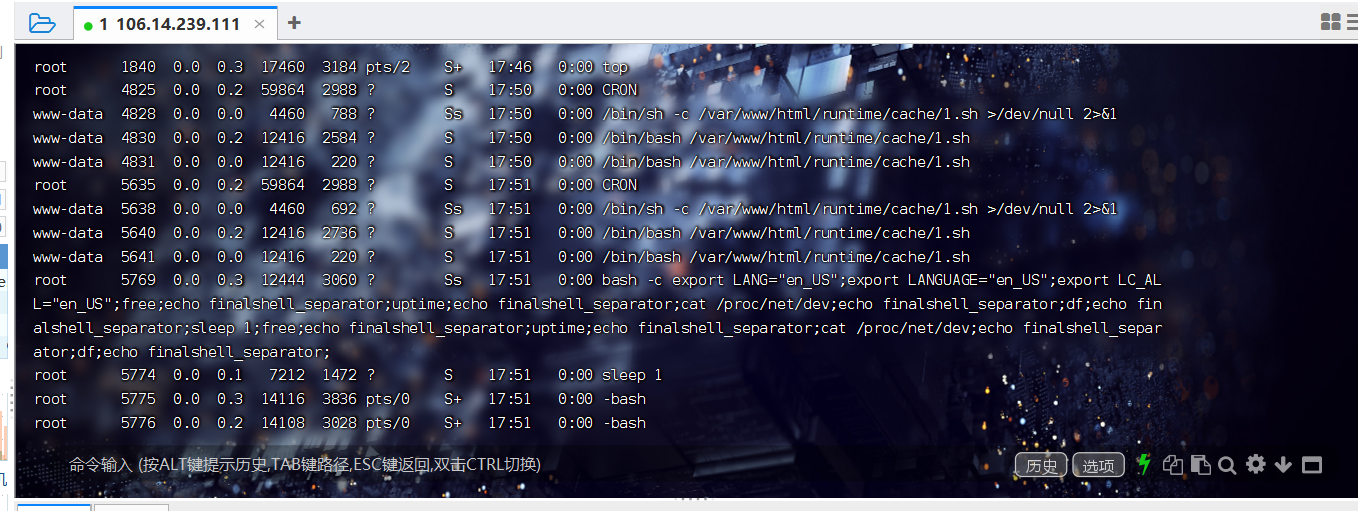 1 106.14.239.111 × +
root 1840 0.0 0.3 17460 3184 pts/2 S+ 17:46 0:00 top
root 4825 0.0 0.2 59864 2988 ? S 17:50 0:00 CRON
www-data 4828 0.0 0.0 4460 788 ? Ss 17:50 0:00 /bin/sh -c /var/www/html/runtime/cache/1.sh >/dev/null 2>&1
www-data 4830 0.0 0.2 12416 2584 ? S 17:50 0:00 /bin/bash /var/www/html/runtime/cache/1.sh
www-data 4831 0.0 0.0 12416 220 ? S 17:50 0:00 /bin/bash /var/www/html/runtime/cache/1.sh
root 5635 0.0 0.2 59864 2988 ? S 17:51 0:00 CRON
www-data 5638 0.0 0.0 4460 692 ? Ss 17:51 0:00 /bin/sh -c /var/www/html/runtime/cache/1.sh >/dev/null 2>&1
www-data 5640 0.0 0.2 12416 2736 ? S 17:51 0:00 /bin/bash /var/www/html/runtime/cache/1.sh
www-data 5641 0.0 0.0 12416 220 ? S 17:51 0:00 /bin/bash /var/www/html/runtime/cache/1.sh
root 5769 0.0 0.3 12444 3060 ? Ss 17:51 0:00 bash -c export LANG="en_US";export LANGUAGE="en_US";export LC_AL
L="en_US";free;echo finalshell_separator;uptime;echo finalshell_separator;cat /proc/net/dev;echo finalshell_separator;df;echo fin
alshell_separator;sleep 1;free;echo finalshell_separator;uptime;echo finalshell_separator;cat /proc/net/dev;echo finalshell_separ
ator;df;echo finalshell_separator;
root 5774 0.0 0.1 7212 1472 ? S 17:51 0:00 sleep 1
root 5775 0.0 0.3 14116 3836 pts/0 S+ 17:51 0:00 -bash
root 5776 0.0 0.2 14108 3028 pts/0 S+ 17:51 0:00 -bash
命令输入 (按ALT键提示历史,TAB键路径,ESC键返回,双击CTRL切换) 历史 选项